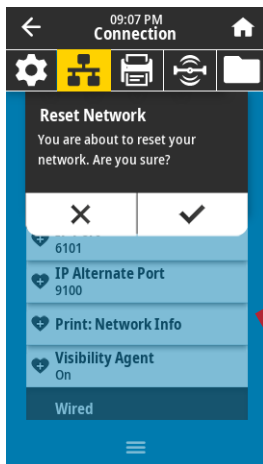 09:07 PM
Connection
Reset Network
You are about to reset your
network. Are you sure?
6101
IP Alternate Port
9100
Print: Network Info
Visibility Agent
On
Wired